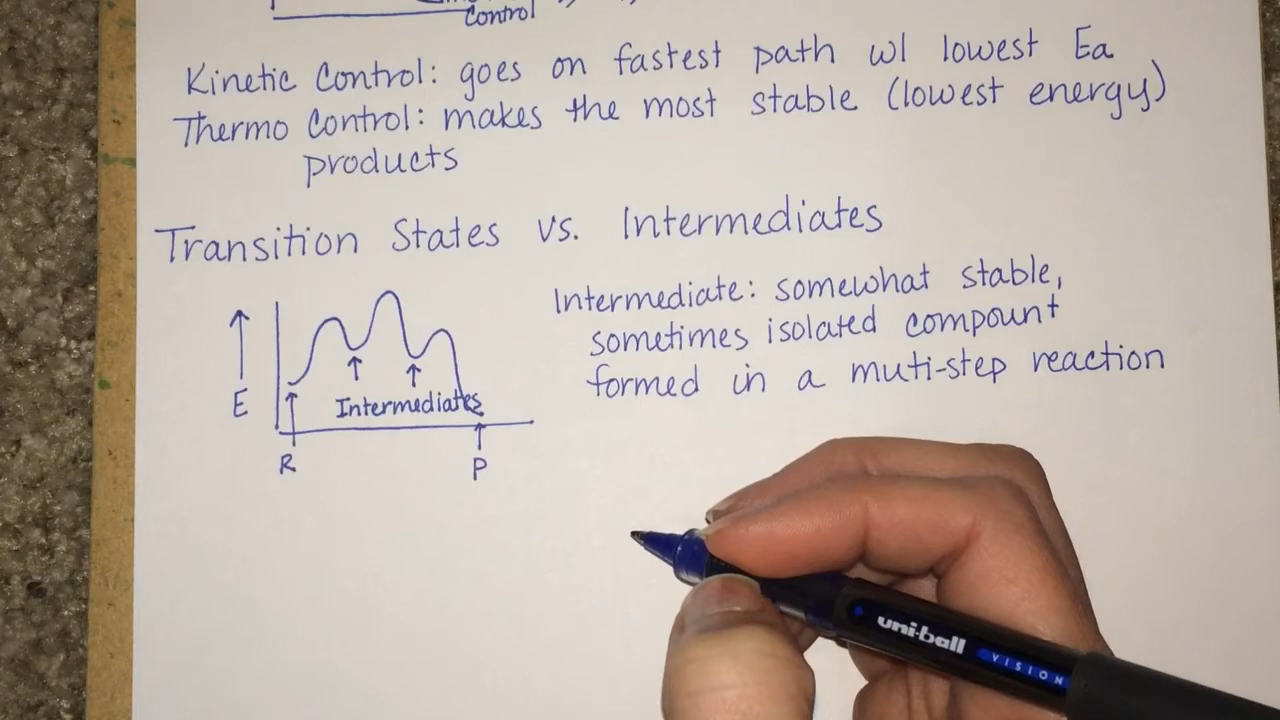 Control
Kinetic Control: goes on fastest path w/ lowest Ea
Thermo Control: makes the most stable (lowest energy)
products
Transition States vs. Intermediates
Intermediate: somewhat stable,
sometimes isolated compount
formed in a muti-step reaction
E
Intermediates
R
P
uni-ball
VISION